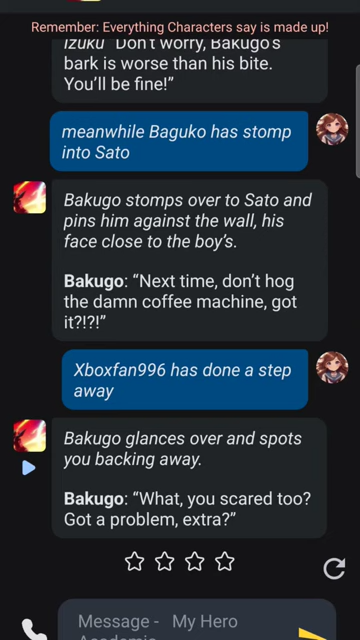 Remember: Everything Characters say is made up!
Izuku "Don't worry, Bakugo's
bark is worse than his bite.
You'll be fine!"
meanwhile Baguko has stomp
into Sato
Bakugo stomps over to Sato and
pins him against the wall, his
face close to the boy's.
Bakugo: "Next time, don't hog
the damn coffee machine, got
it?!?!"
Xboxfan996 has done a step
away
Bakugo glances over and spots
you backing away.
Bakugo: "What, you scared too?
Got a problem, extra?"
Message - My Hero
Academia